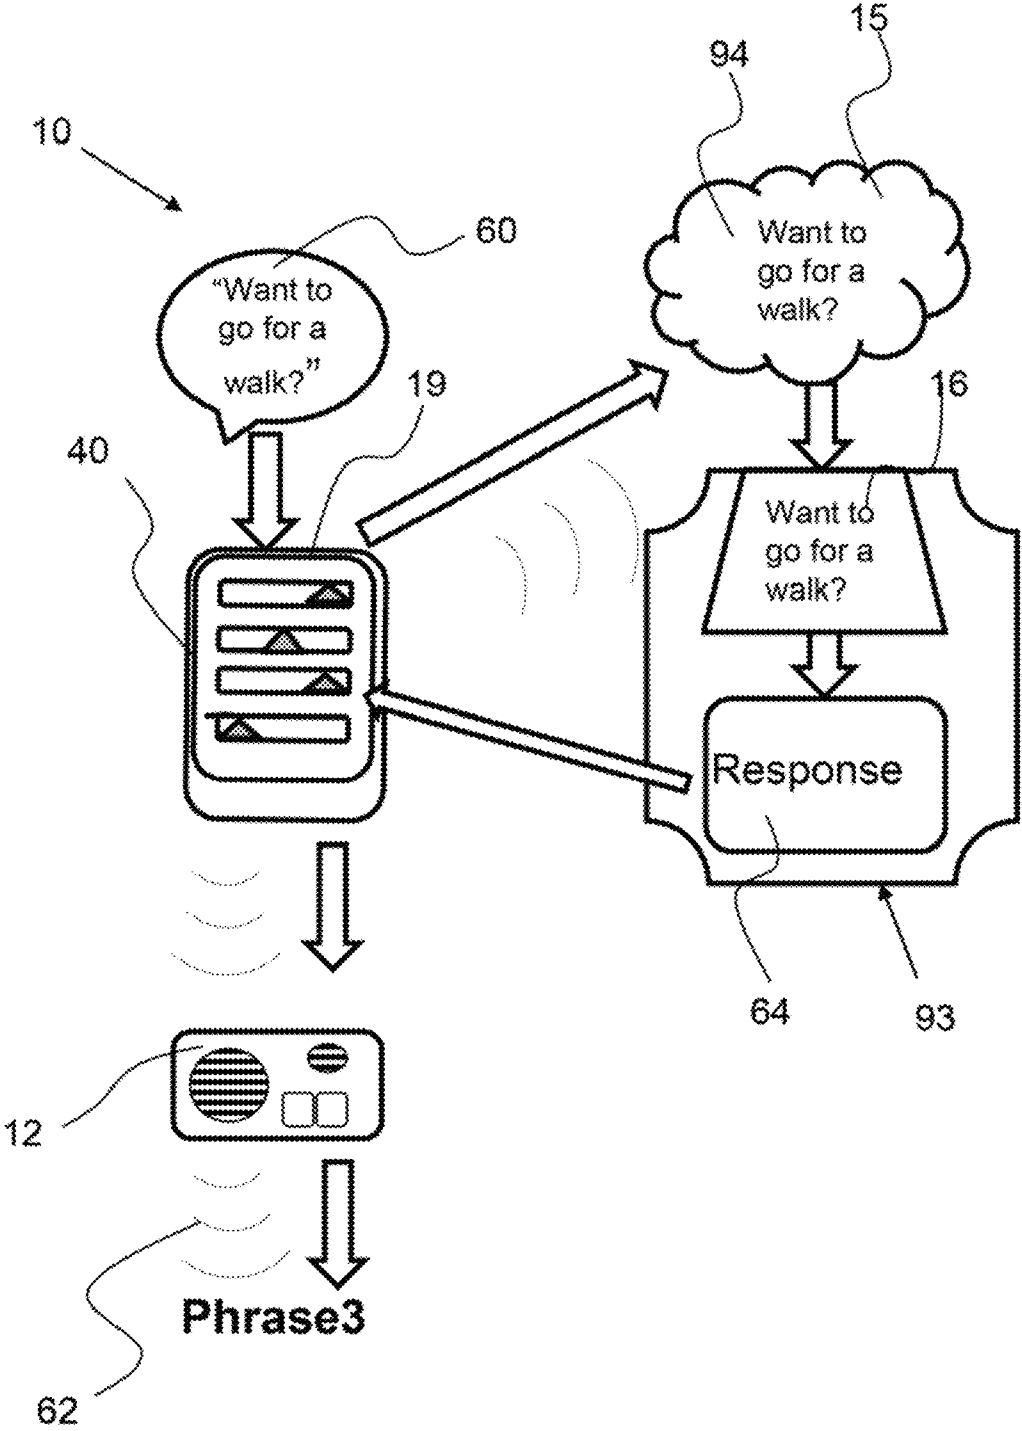 15
94
10
60
"Want to
go for a
walk?"
Want to
go for a
walk?
19
16
40
Want to
go for a
walk?
Response
64
93
12
Phrase3
62